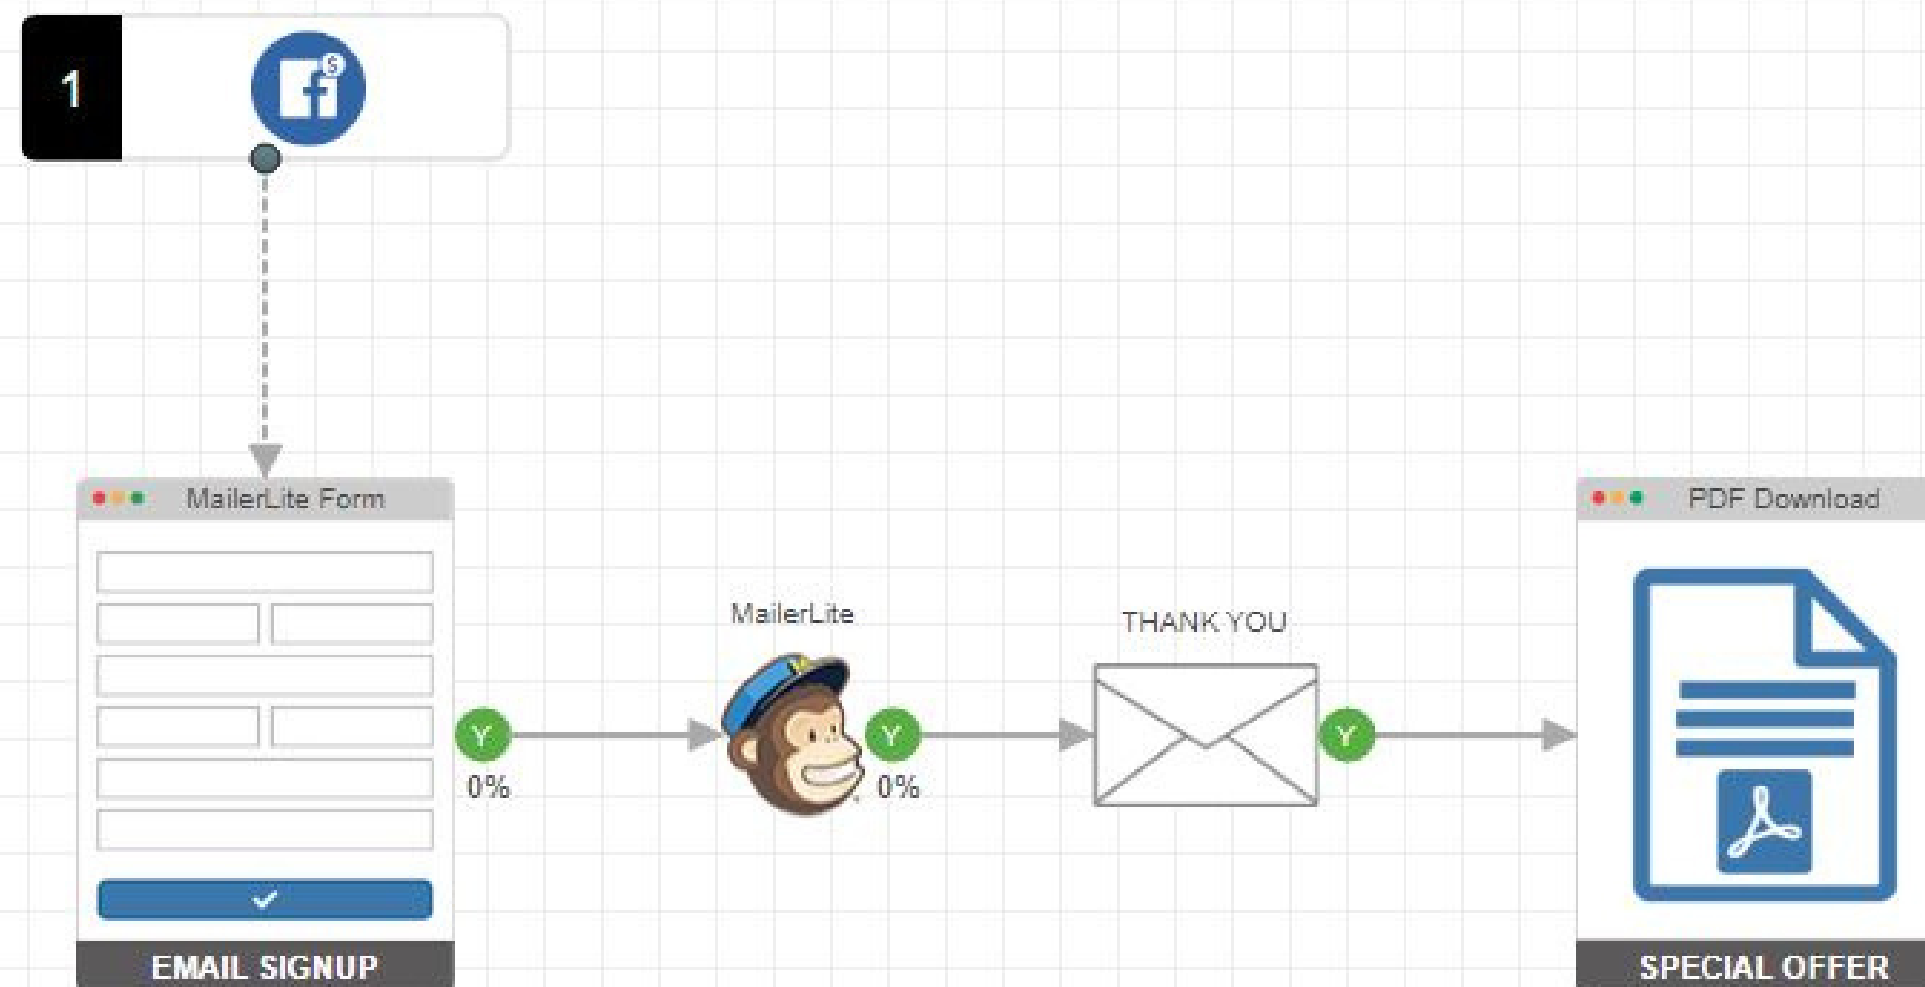 1
f $
MailerLite Form
PDF Download
MailerLite
THANK YOU
Y
Y
Y
0%
0%
EMAIL SIGNUP
SPECIAL OFFER